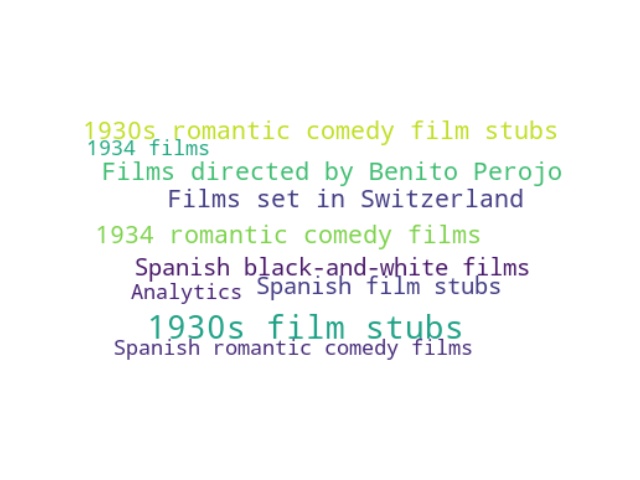 1930s romantic comedy film stubs
1934 films
Films directed by Benito Perojo
Films set in Switzerland
1934 romantic comedy films
Spanish black-and-white films
Spanish film stubs
Analytics
1930s film stubs
Spanish romantic comedy films